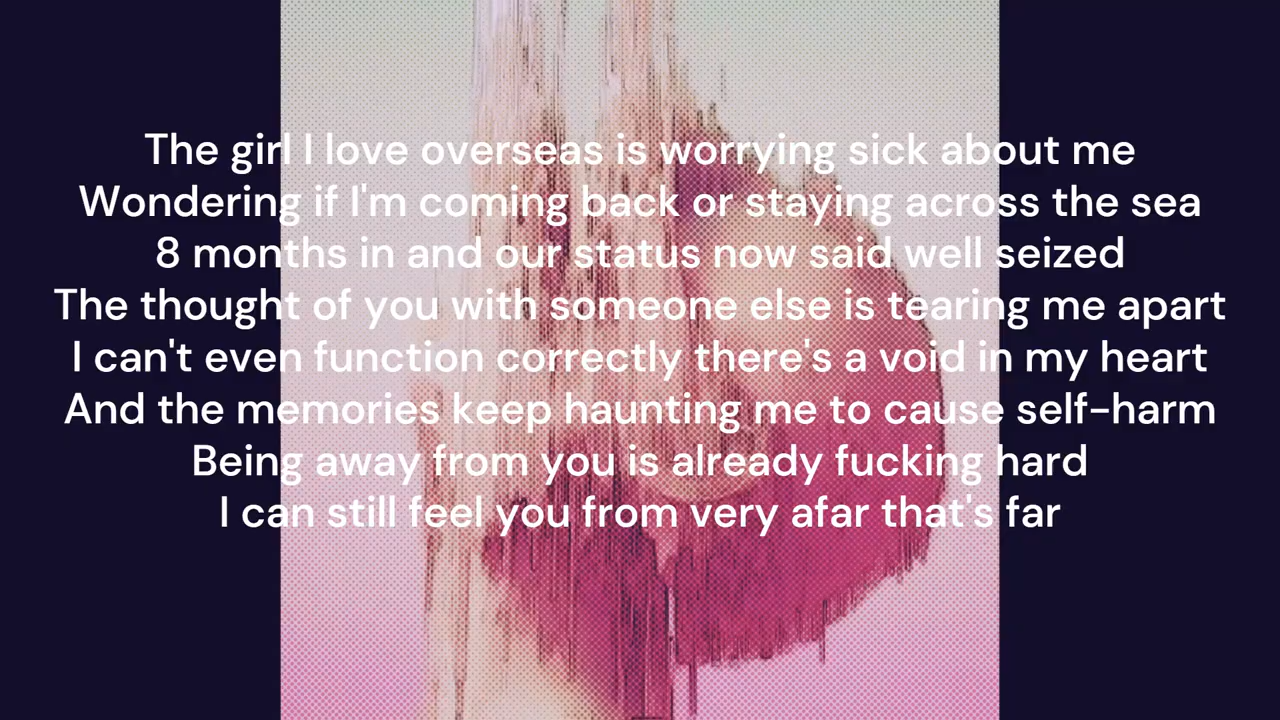 The girl I love overseas is worrying sick about me
Wondering if I'm coming back or staying across the sea
8 months in and our status now said well seized
The thought of you with someone else is tearing me apart
I can't even function correctly there's a void in my heart
And the memories keep haunting me to cause self-harm
Being away from you is already fucking hard
I can still feel you from very afar that's far